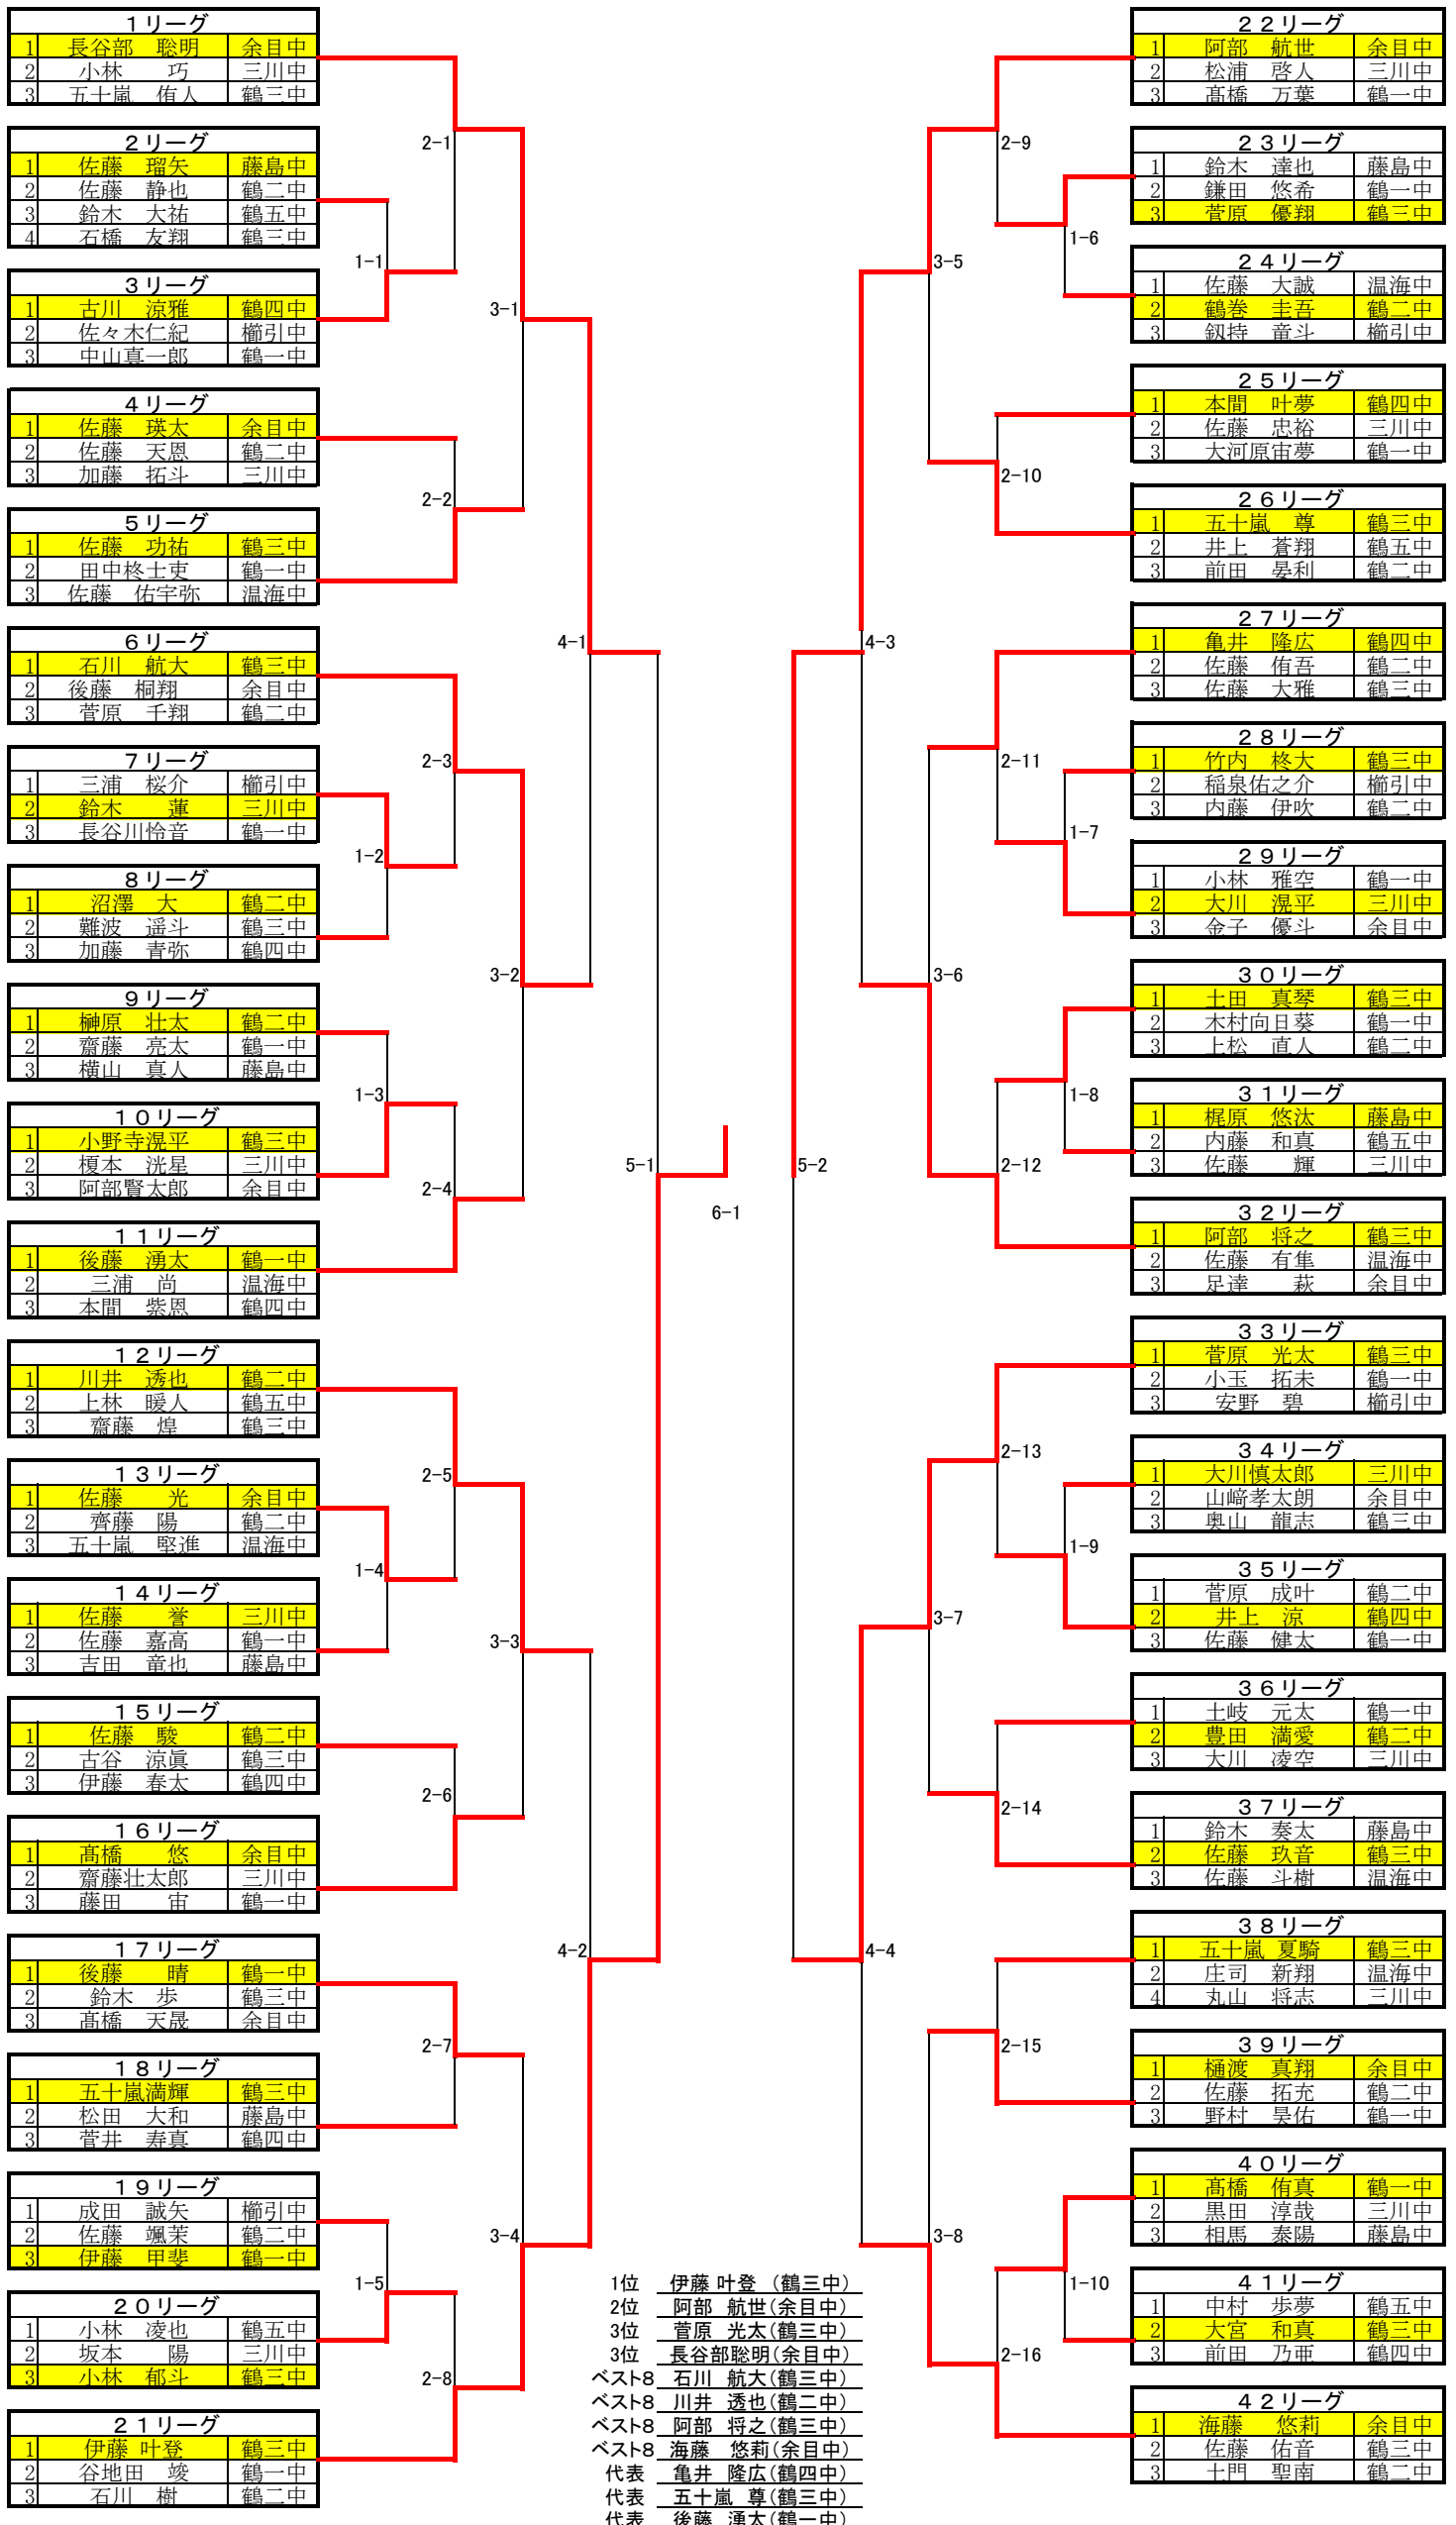 1リーグ
1 長谷部 聡明 余目中
2 小林 巧 三川中
3 五十嵐 侑人 鶴三中
2リーグ
1 佐藤 瑠矢 藤島中
2 佐藤 静也 鶴二中
3 鈴木 大祐 鶴五中
4 石橋 友翔 鶴三中
3リーグ
1 古川 涼雅 鶴四中
2 佐々木仁紀 櫛引中
3 中山真一郎 鶴一中
4リーグ
1 佐藤 瑛太 余目中
2 佐藤 天恩 鶴二中
3 加藤 拓斗 三川中
5リーグ
1 佐藤 功祐 鶴三中
2 田中柊士吏 鶴一中
3 佐藤 佑宇弥 温海中
6リーグ
1 石川 航大 鶴三中
2 後藤 桐翔 余目中
3 菅原 千翔 鶴二中
7リーグ
1 三浦 桜介 櫛引中
2 鈴木 蓮 三川中
3 長谷川怜音 鶴一中
8リーグ
1 沼澤 大 鶴二中
2 難波 遥斗 鶴三中
3 加藤 青弥 鶴四中
9リーグ
1 榊原 壮太 鶴二中
2 齋藤 亮太 鶴一中
3 横山 真人 藤島中
10リーグ
1 小野寺滉平 鶴三中
2 榎本 洸星 三川中
3 阿部賢太郎 余目中
11リーグ
1 後藤 湧太 鶴一中
2 三浦 尚 温海中
3 本間 紫恩 鶴四中
12リーグ
1 川井 透也 鶴二中
2 上林 暖人 鶴五中
3 齋藤 煌 鶴三中
13リーグ
1 佐藤 光 余目中
2 齊藤 陽 鶴二中
3 五十嵐 堅進 温海中
14リーグ
1 佐藤 誉 三川中
2 佐藤 嘉高 鶴一中
3 吉田 竜也 藤島中
15リーグ
1 佐藤 駿 鶴二中
2 古谷 涼眞 鶴三中
3 伊藤 春太 鶴四中
16リーグ
1 髙橋 悠 余目中
2 齋藤壮太郎 三川中
3 藤田 宙 鶴一中
17リーグ
1 後藤 晴 鶴一中
2 鈴木 歩 鶴三中
3 髙橋 天晟 余目中
18リーグ
1 五十嵐満輝 鶴三中
2 松田 大和 藤島中
3 菅井 寿真 鶴四中
19リーグ
1 成田 誠矢 櫛引中
2 佐藤 颯茉 鶴二中
3 伊藤 甲斐 鶴一中
20リーグ
1 小林 凌也 鶴五中
2 坂本 陽 三川中
3 小林 郁斗 鶴三中
21リーグ
1 伊藤 叶登 鶴三中
2 谷地田 竣 鶴一中
3 石川 樹 鶴二中
2-1
1-1
3-1
2-2
4-1
2-3
1-2
3-2
1-3
2-4
5-1
2-5
1-4
3-3
2-6
4-2
2-7
3-4
1-5
2-8
6-1
2-9
1-6
3-5
2-10
4-3
2-11
1-7
3-6
1-8
2-12
5-2
2-13
1-9
3-7
2-14
4-4
2-15
3-8
1-10
2-16
1位 伊藤 叶登 (鶴三中)
2位 阿部 航世(余目中)
3位 菅原 光太(鶴三中)
3位 長谷部聡明(余目中)
ベスト8 石川 航大(鶴三中)
ベスト8 川井 透也(鶴二中)
ベスト8 阿部 将之(鶴三中)
ベスト8 海藤 悠莉(余目中)
代表 亀井 隆広(鶴四中)
代表 五十嵐 尊(鶴三中)
代表 後藤 湧太(鶴一中)
22リーグ
1 阿部 航世 余目中
2 松浦 啓人 三川中
3 髙橋 万葉 鶴一中
23リーグ
1 鈴木 達也 藤島中
2 鎌田 悠希 鶴一中
3 菅原 優翔 鶴三中
24リーグ
1 佐藤 大誠 温海中
2 鶴巻 圭吾 鶴二中
3 釼持 竜斗 櫛引中
25リーグ
1 本間 叶夢 鶴四中
2 佐藤 忠裕 三川中
3 大河原宙夢 鶴一中
26リーグ
1 五十嵐 尊 鶴三中
2 井上 蒼翔 鶴五中
3 前田 晏利 鶴二中
27リーグ
1 亀井 隆広 鶴四中
2 佐藤 侑吾 鶴二中
3 佐藤 大雅 鶴三中
28リーグ
1 竹内 柊大 鶴三中
2 稲泉佑之介 櫛引中
3 内藤 伊吹 鶴二中
29リーグ
1 小林 雅空 鶴一中
2 大川 滉平 三川中
3 金子 優斗 余目中
30リーグ
1 土田 真琴 鶴三中
2 木村向日葵 鶴一中
3 上松 直人 鶴二中
31リーグ
1 梶原 悠汰 藤島中
2 内藤 和真 鶴五中
3 佐藤 輝 三川中
32リーグ
1 阿部 将之 鶴三中
2 佐藤 有隼 温海中
3 足達 萩 余目中
33リーグ
1 菅原 光太 鶴三中
2 小玉 拓未 鶴一中
3 安野 碧 櫛引中
34リーグ
1 大川慎太郎 三川中
2 山﨑孝太朗 余目中
3 奥山 龍志 鶴三中
35リーグ
1 菅原 成叶 鶴二中
2 井上 涼 鶴四中
3 佐藤 健太 鶴一中
36リーグ
1 土岐 元太 鶴一中
2 豊田 満愛 鶴二中
3 大川 凌空 三川中
37リーグ
1 鈴木 奏太 藤島中
2 佐藤 玖音 鶴三中
3 佐藤 斗樹 温海中
38リーグ
1 五十嵐 夏騎 鶴三中
2 庄司 新翔 温海中
4 丸山 将志 三川中
39リーグ
1 樋渡 真翔 余目中
2 佐藤 拓充 鶴二中
3 野村 昊佑 鶴一中
40リーグ
1 髙橋 侑真 鶴一中
2 黒田 淳哉 三川中
3 相馬 泰陽 藤島中
41リーグ
1 中村 歩夢 鶴五中
2 大宮 和真 鶴三中
3 前田 乃亜 鶴四中
42リーグ
1 海藤 悠莉 余目中
2 佐藤 佑音 鶴三中
3 土門 聖南 鶴二中